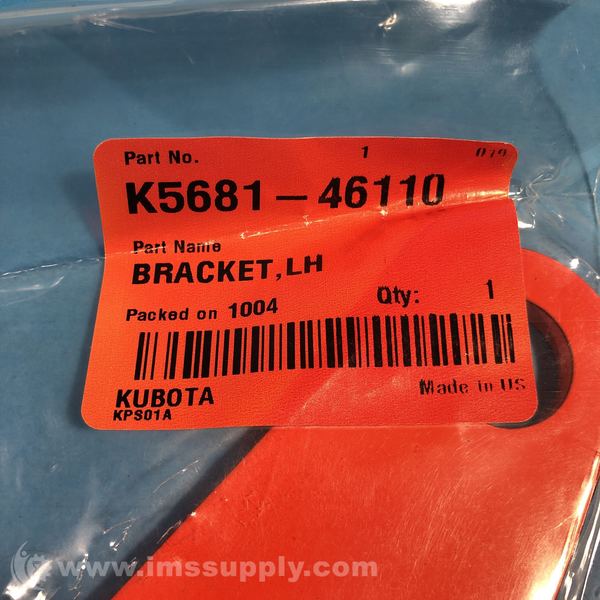 Part No. 1
K5681-46110
Part Name
BRACKET,LH
Packed on 1004 Qty: 1
KUBOTA Made in US
KPS01A
www.imssupply.com